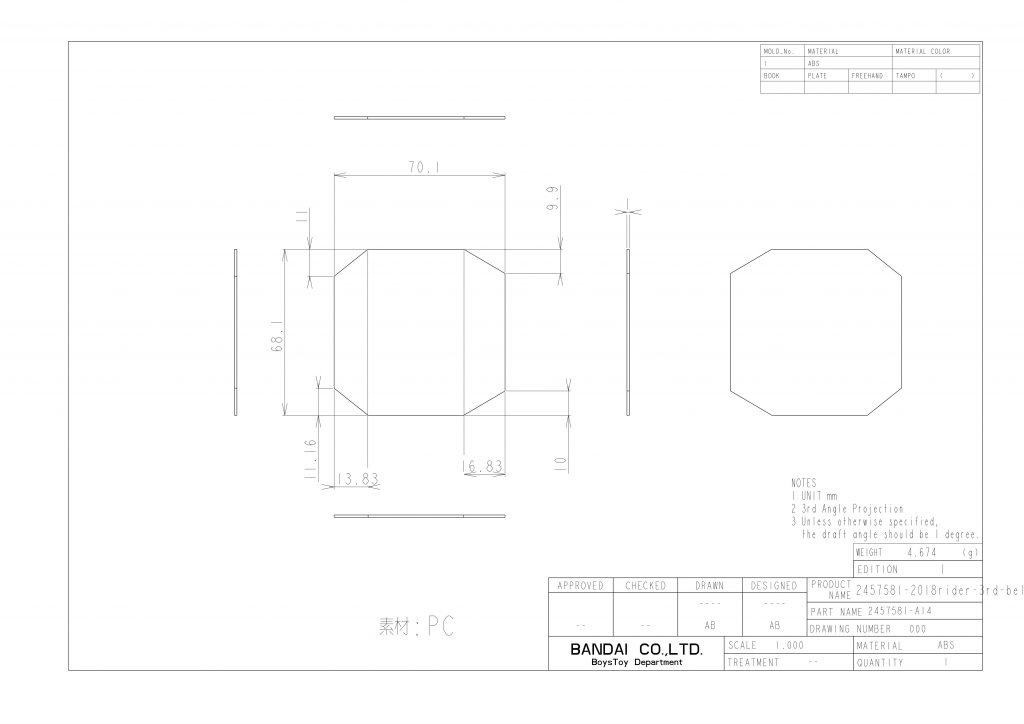 MOLD_No. MATERIAL MATERIAL COLOR
1 ABS
BOOK PLATE FREEHAND TAMPO ( )
70.1
11
9.9
1
68.1
11.16
13.83
16.83
10
NOTES
1 UNIT mm
2 3rd Angle Projection
3 Unless otherwise specified,
the draft angle should be 1 degree.
WEIGHT 4.674 (g)
EDITION 1
APPROVED CHECKED DRAWN DESIGNED
---- ----
-- -- AB AB
PRODUCT NAME 2457581-2018rider-3rd-bel
PART NAME 2457581-A14
DRAWING NUMBER 000
素材:PC
BANDAI CO.,LTD.
BoysToy Department
SCALE 1.000
MATERIAL ABS
TREATMENT --
QUANTITY 1